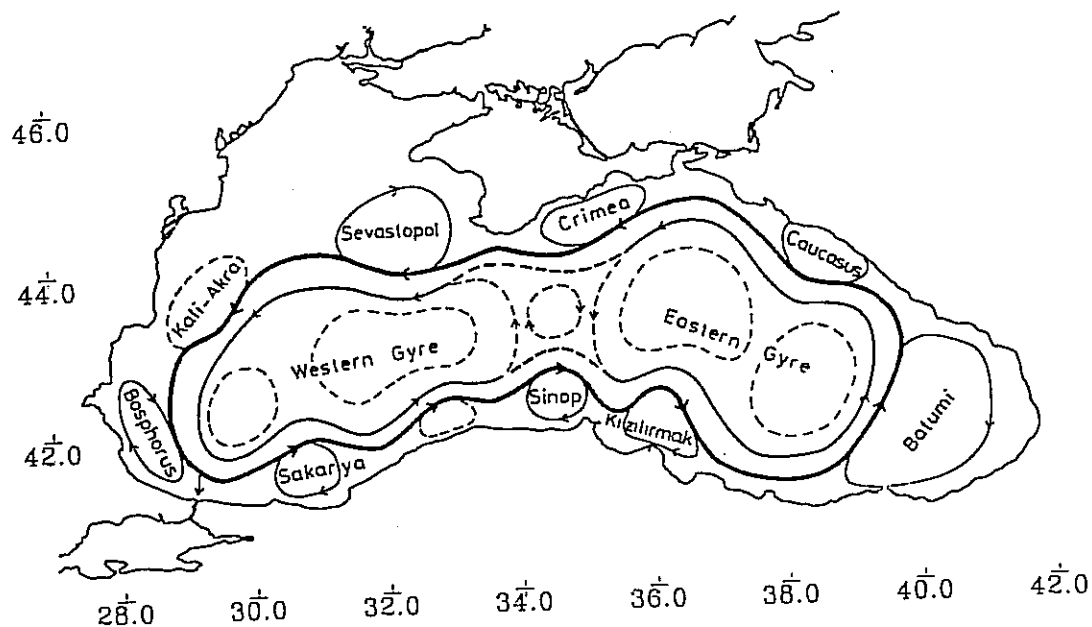 46.0
Sevastopol
Crimea
Caucasus
44.0
Kali-Akra
Western Gyre
Eastern Gyre
Bosphorus
Sinop
Kızılırmak
Batumi
42.0
Sakarya
28.0 30.0 32.0 34.0 36.0 38.0 40.0 42.0